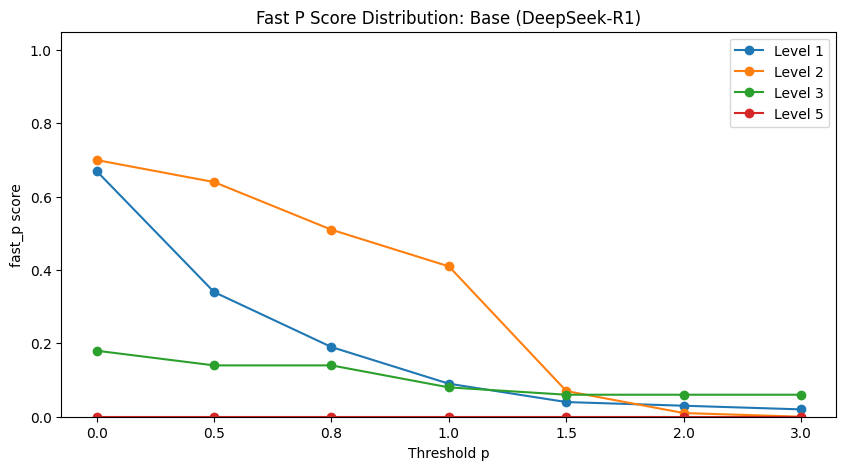 Fast P Score Distribution: Base (DeepSeek-R1)
Level 1
Level 2
Level 3
Level 5
fast_p score
1.0
0.8
0.6
0.4
0.2
0.0
0.0 0.5 0.8 1.0 1.5 2.0 3.0
Threshold p